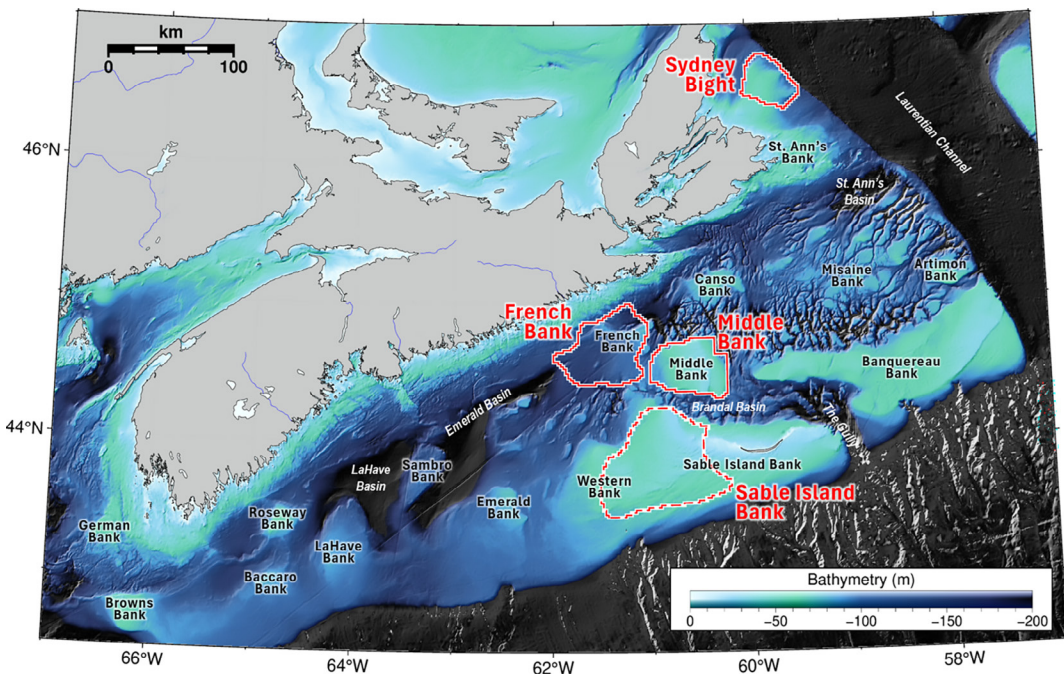 km
0 100
Sydney
Bight
Laurentian Channel
46°N
St. Ann's
Bank
St. Ann's
Basin
Canso
Bank
Misaine
Bank
Artimon
Bank
French
Bank
French
Bank
Middle
Bank
Middle
Bank
Banquereau
Bank
Brandal Basin
The Gully
44°N
Emerald Basin
LaHave
Basin
Sambro
Bank
Western
Bank
Sable Island Bank
Sable Island
Bank
Emerald
Bank
German
Bank
Roseway
Bank
LaHave
Bank
Baccaro
Bank
Browns
Bank
Bathymetry (m)
0 −50 −100 −150 −200
66°W 64°W 62°W 60°W 58°W